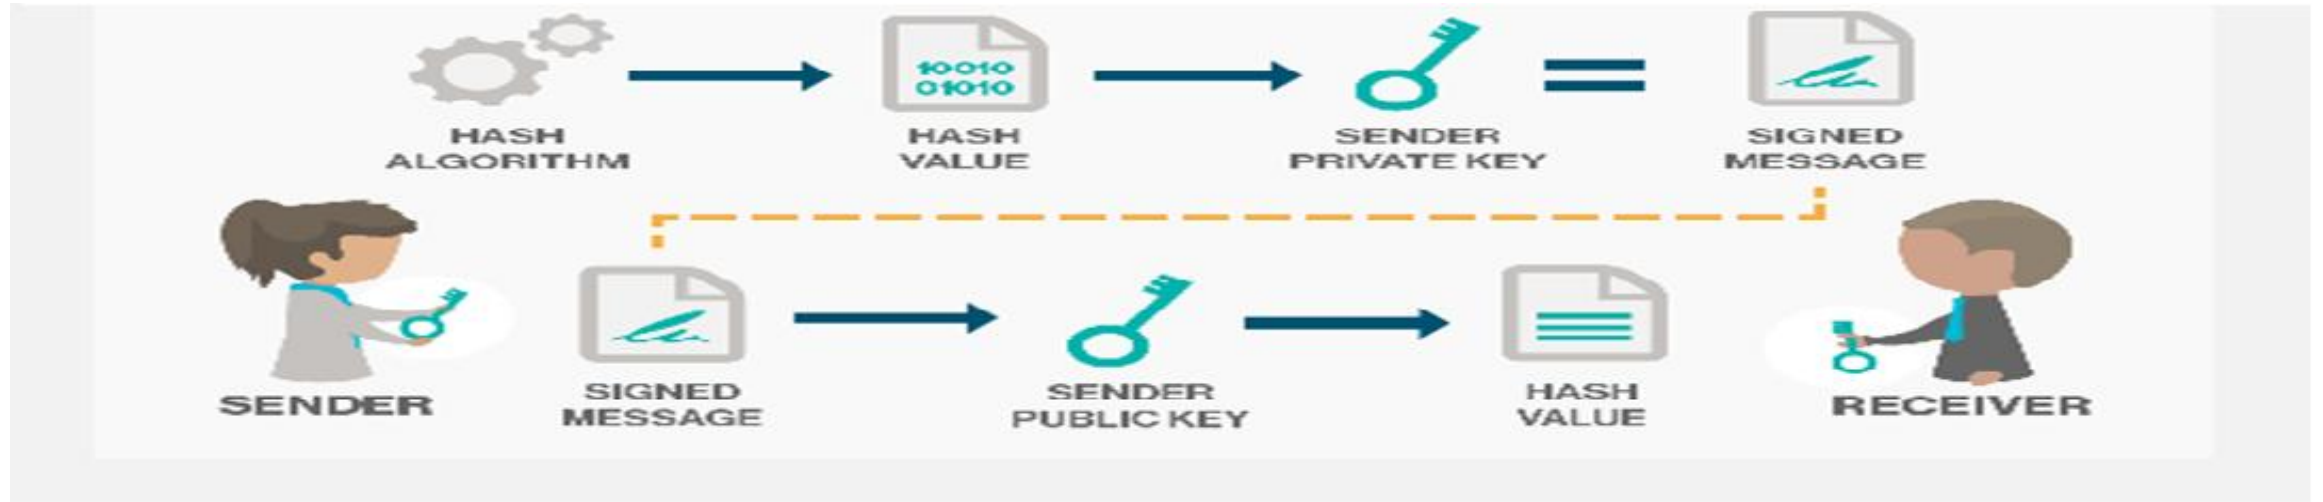 10010
01010
HASH
ALGORITHM
HASH
VALUE
SENDER
PRIVATE KEY
SIGNED
MESSAGE
SENDER
SIGNED
MESSAGE
SENDER
PUBLIC KEY
HASH
VALUE
RECEIVER